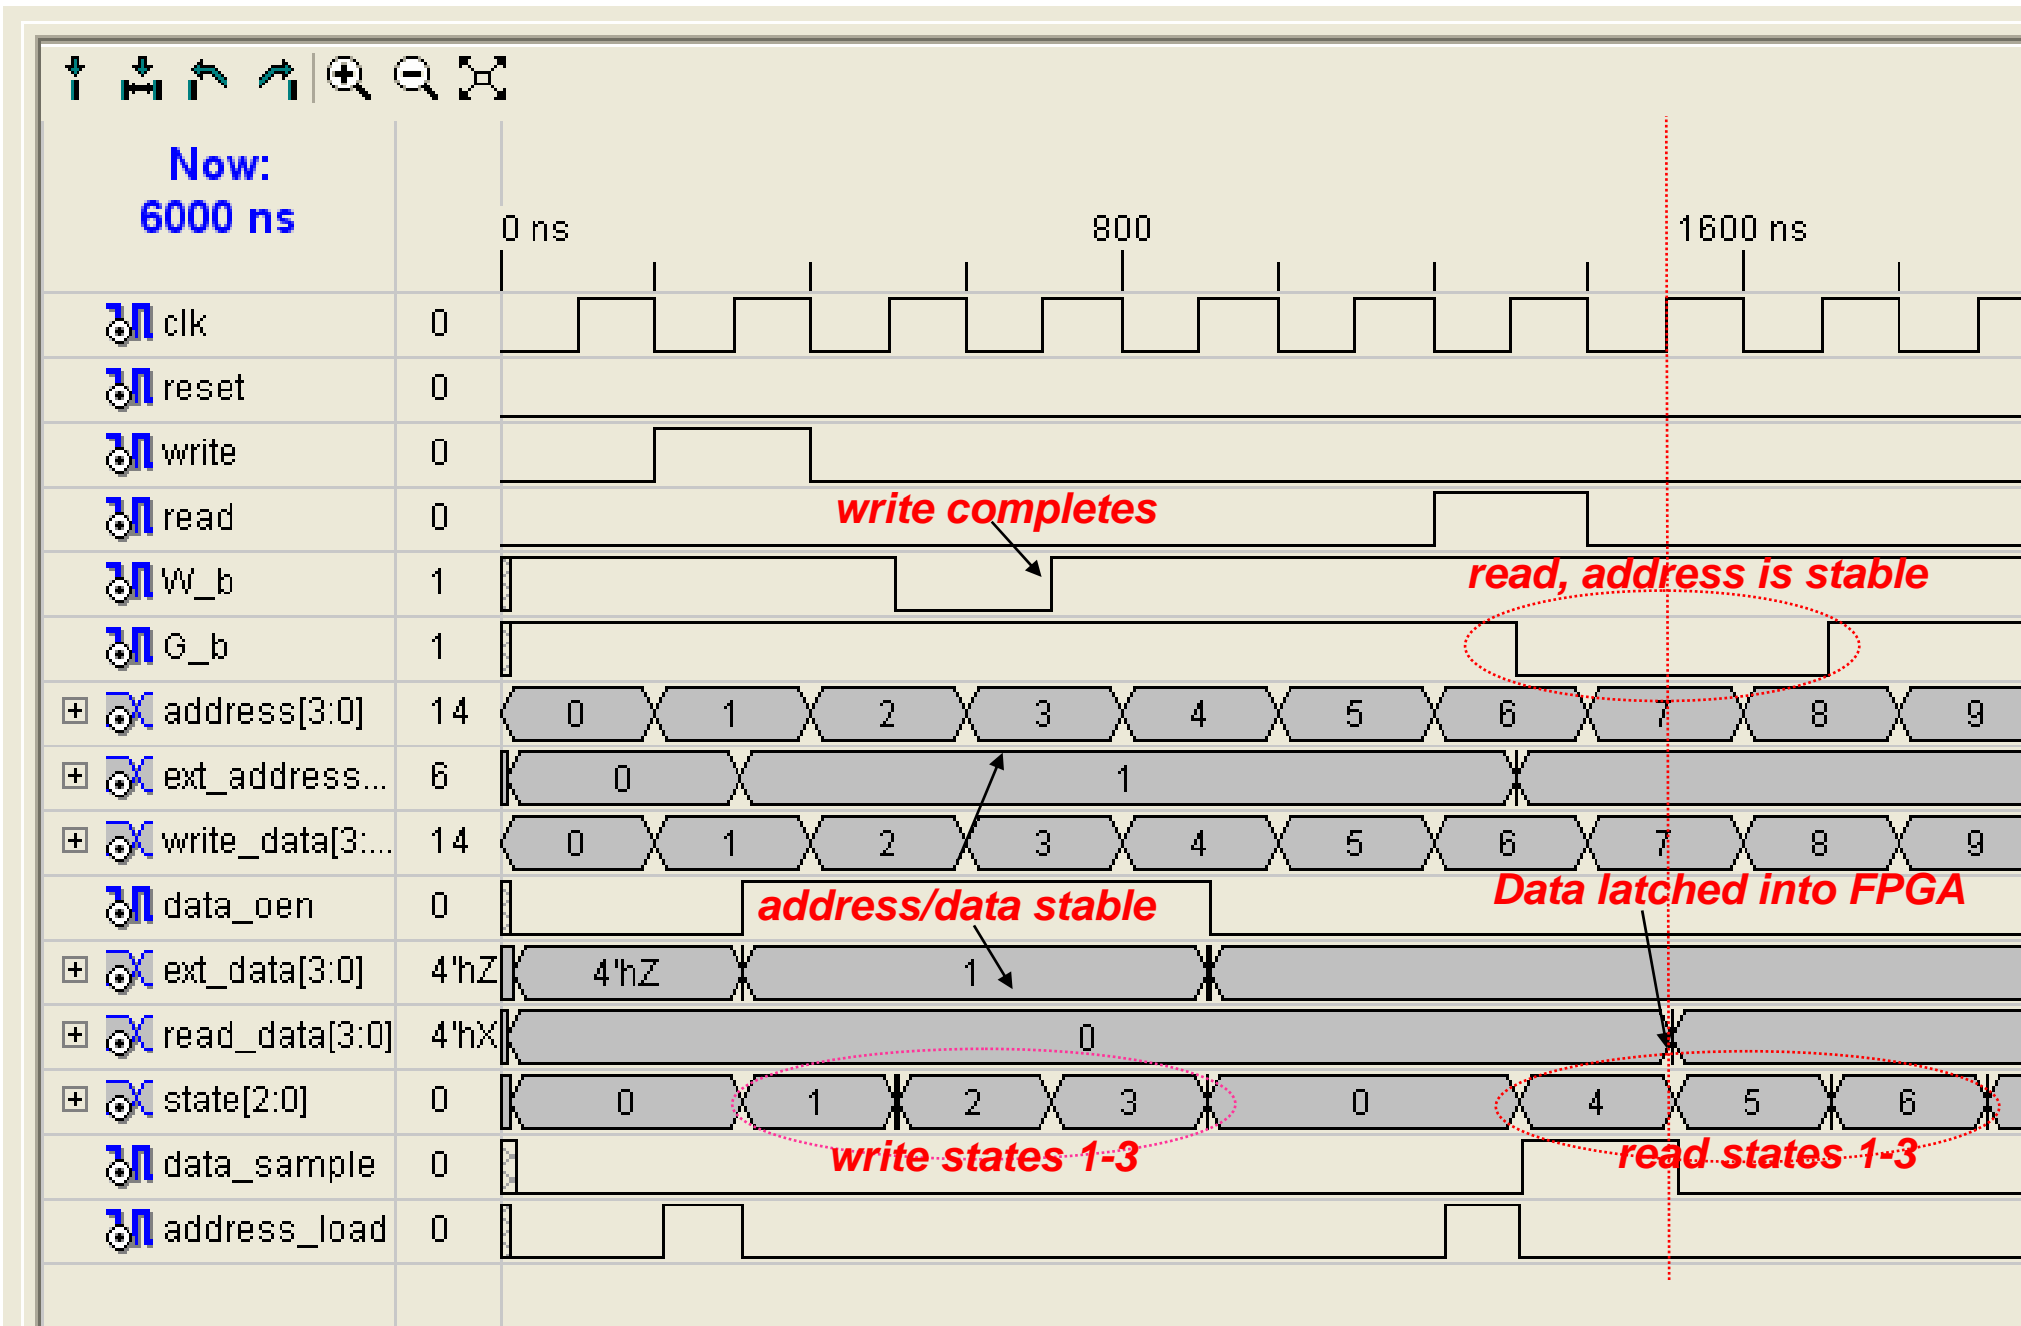 Now:
6000 ns
0 ns 800 1600 ns
clk 0
reset 0
write 0
read 0
write completes
W_b 1
read, address is stable
G_b 1
address[3:0] 14 0 1 2 3 4 5 6 7 8 9
ext_address... 6 0 1
write_data[3:... 14 0 1 2 3 4 5 6 7 8 9
data_oen 0
address/data stable
Data latched into FPGA
ext_data[3:0] 4'hZ 4'hZ 1
read_data[3:0] 4'hX 0
state[2:0] 0 0 1 2 3 0 4 5 6
write states 1-3
read states 1-3
data_sample 0
address_load 0